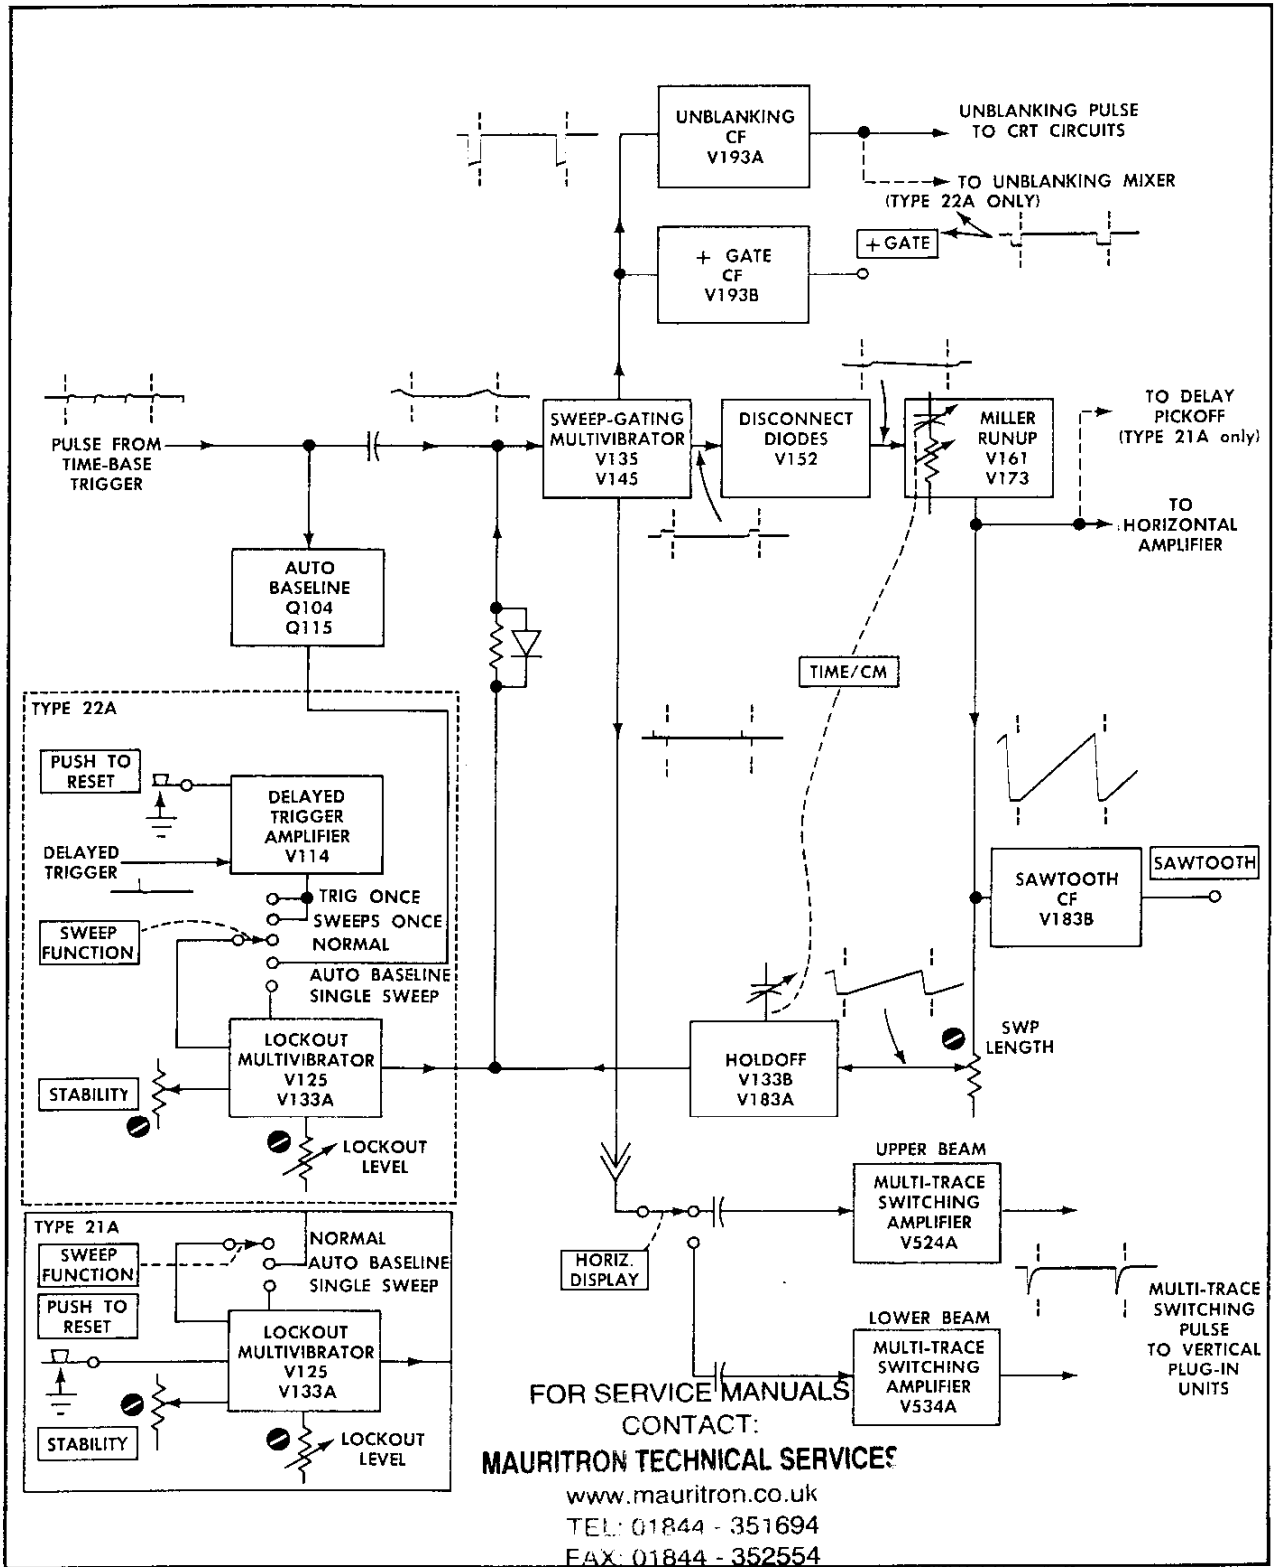 UNBLANKING
CF
V193A
UNBLANKING PULSE
TO CRT CIRCUITS
TO UNBLANKING MIXER
(TYPE 22A ONLY)
+ GATE
CF
V193B
+ GATE
PULSE FROM
TIME-BASE
TRIGGER
SWEEP-GATING
MULTIVIBRATOR
V135
V145
DISCONNECT
DIODES
V152
MILLER
RUNUP
V161
V173
TO DELAY
PICKOFF
(TYPE 21A only)
TO
HORIZONTAL
AMPLIFIER
AUTO
BASELINE
Q104
Q115
TIME/CM
TYPE 22A
PUSH TO
RESET
DELAYED
TRIGGER
AMPLIFIER
V114
DELAYED
TRIGGER
TRIG ONCE
SWEEPS ONCE
NORMAL
AUTO BASELINE
SINGLE SWEEP
SWEEP
FUNCTION
LOCKOUT
MULTIVIBRATOR
V125
V133A
STABILITY
LOCKOUT
LEVEL
SAWTOOTH
CF
V183B
SAWTOOTH
HOLDOFF
V133B
V183A
SWP
LENGTH
TYPE 21A
SWEEP
FUNCTION
NORMAL
AUTO BASELINE
SINGLE SWEEP
PUSH TO
RESET
LOCKOUT
MULTIVIBRATOR
V125
V133A
STABILITY
LOCKOUT
LEVEL
HORIZ.
DISPLAY
UPPER BEAM
MULTI-TRACE
SWITCHING
AMPLIFIER
V524A
LOWER BEAM
MULTI-TRACE
SWITCHING
AMPLIFIER
V534A
MULTI-TRACE
SWITCHING
PULSE
TO VERTICAL
PLUG-IN
UNITS
FOR SERVICE MANUALS
CONTACT:
MAURITRON TECHNICAL SERVICES
www.mauritron.co.uk
TEL: 01844 - 351694
FAX: 01844 - 352554